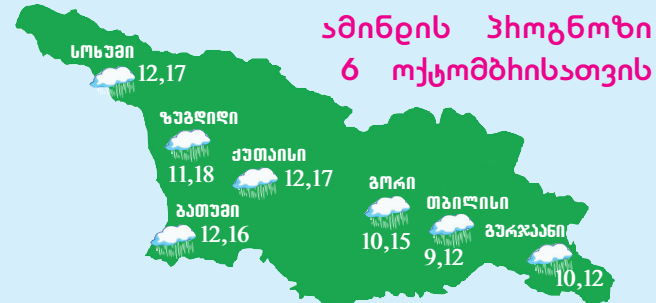 ამინდის პროგნოზი
6 ოქტომბრისათვის
სოხუმი
12,17
ზუგდიდი
11,18
ქუთაისი
12,17
ბათუმი
12,16
გორი
10,15
თბილისი
9,12
გურჯაანი
10,12